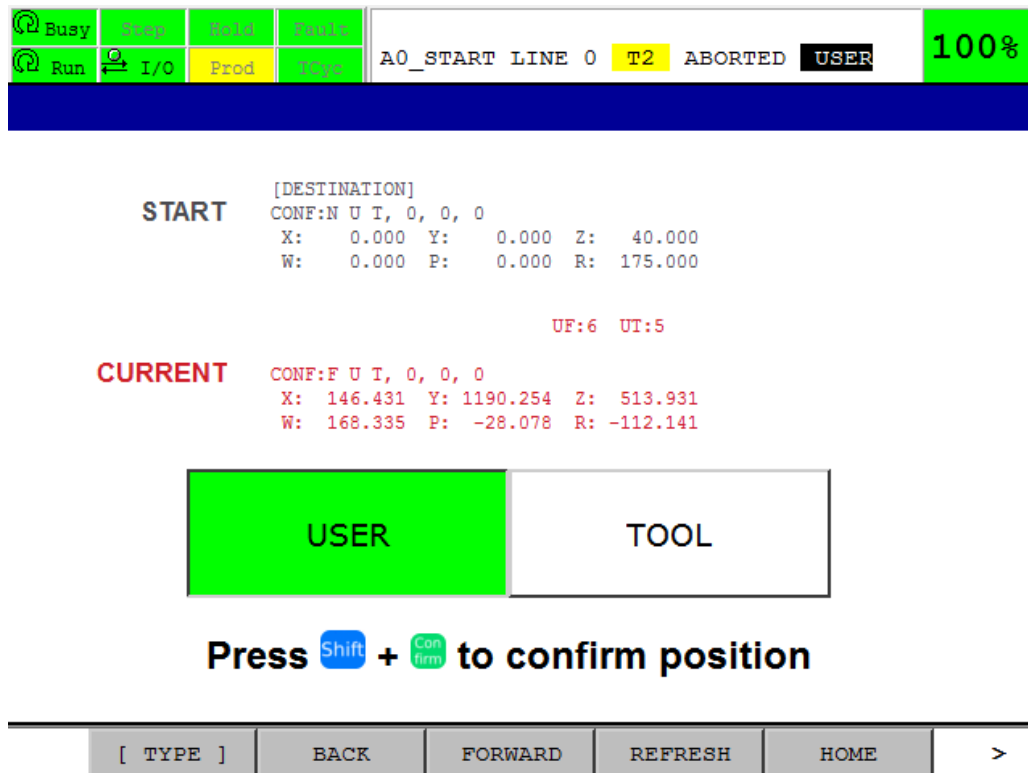 Busy Step Hold Fault
Run I/O Prod TCyc
A0_START LINE 0 T2 ABORTED USER
100%
START
[DESTINATION]
CONF:N U T, 0, 0, 0
X: 0.000 Y: 0.000 Z: 40.000
W: 0.000 P: 0.000 R: 175.000
UF:6 UT:5
CURRENT
CONF:F U T, 0, 0, 0
X: 146.431 Y: 1190.254 Z: 513.931
W: 168.335 P: -28.078 R: -112.141
USER TOOL
Press Shift + Con firm to confirm position
[ TYPE ] BACK FORWARD REFRESH HOME >